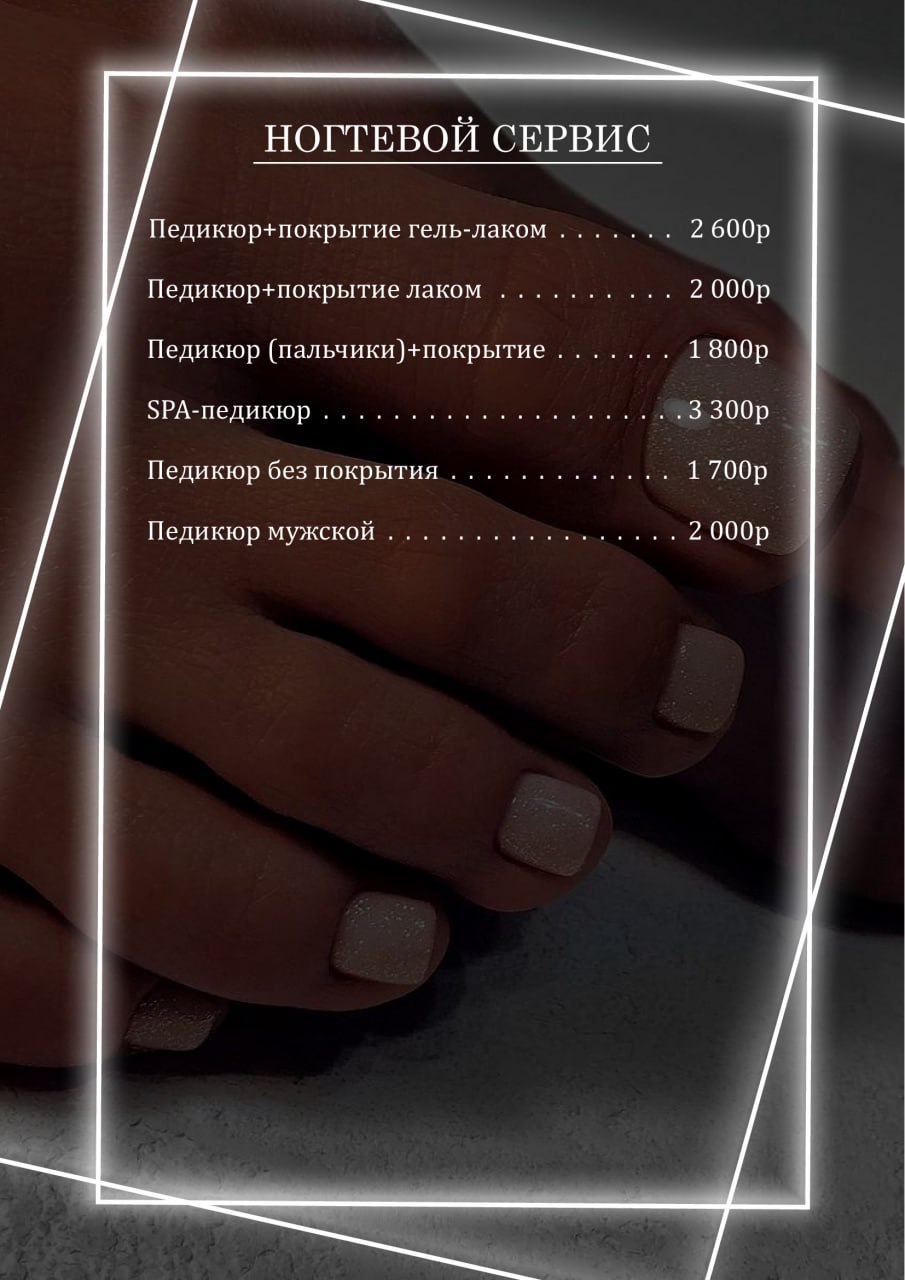 НОГТЕВОЙ СЕРВИС
Педикюр+покрытие гель-лаком . . . . . . . 2 600р
Педикюр+покрытие лаком . . . . . . . . . . 2 000р
Педикюр (пальчики)+покрытие . . . . . . . 1 800р
SPA-педикюр . . . . . . . . . . . . . . . . . . . . . 3 300р
Педикюр без покрытия . . . . . . . . . . . . . 1 700р
Педикюр мужской . . . . . . . . . . . . . . . . . 2 000р